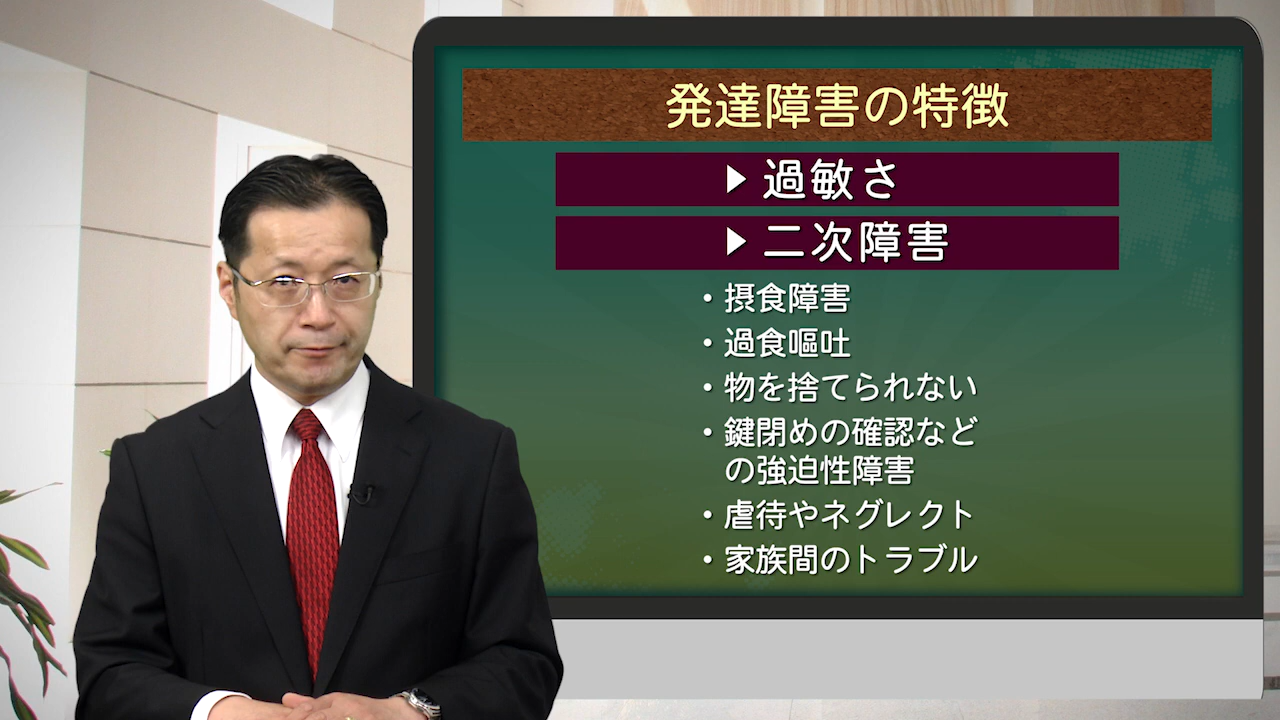 発達障害の特徴
▶過敏さ
▶二次障害
・摂食障害
・過食嘔吐
・物を捨てられない
・鍵閉めの確認など
の強迫性障害
・虐待やネグレクト
・家族間のトラブル